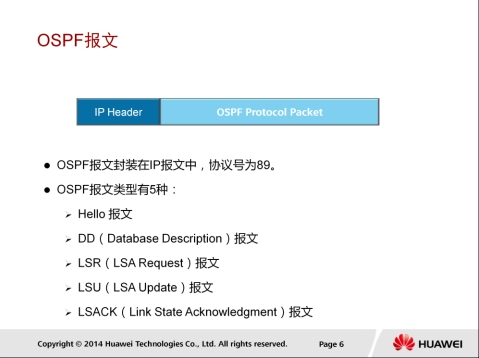 OSPF报文
IP Header
OSPF Protocol Packet
OSPF报文封装在IP报文中，协议号为89。
OSPF报文类型有5种：
Hello 报文
DD（Database Description）报文
LSR（LSA Request）报文
LSU（LSA Update）报文
LSACK（Link State Acknowledgment）报文
Copyright © 2014 Huawei Technologies Co., Ltd. All rights reserved.
Page 6
HUAWEI